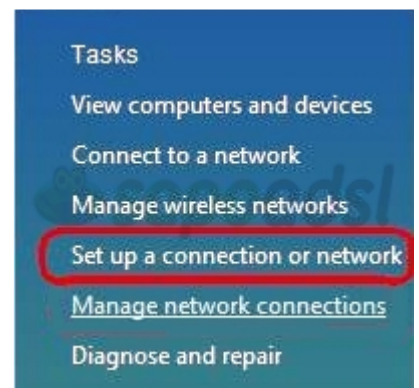 Tasks
View computers and devices
Connect to a network
Manage wireless networks
sapoadsl
Set up a connection or network
Manage network connections
Diagnose and repair